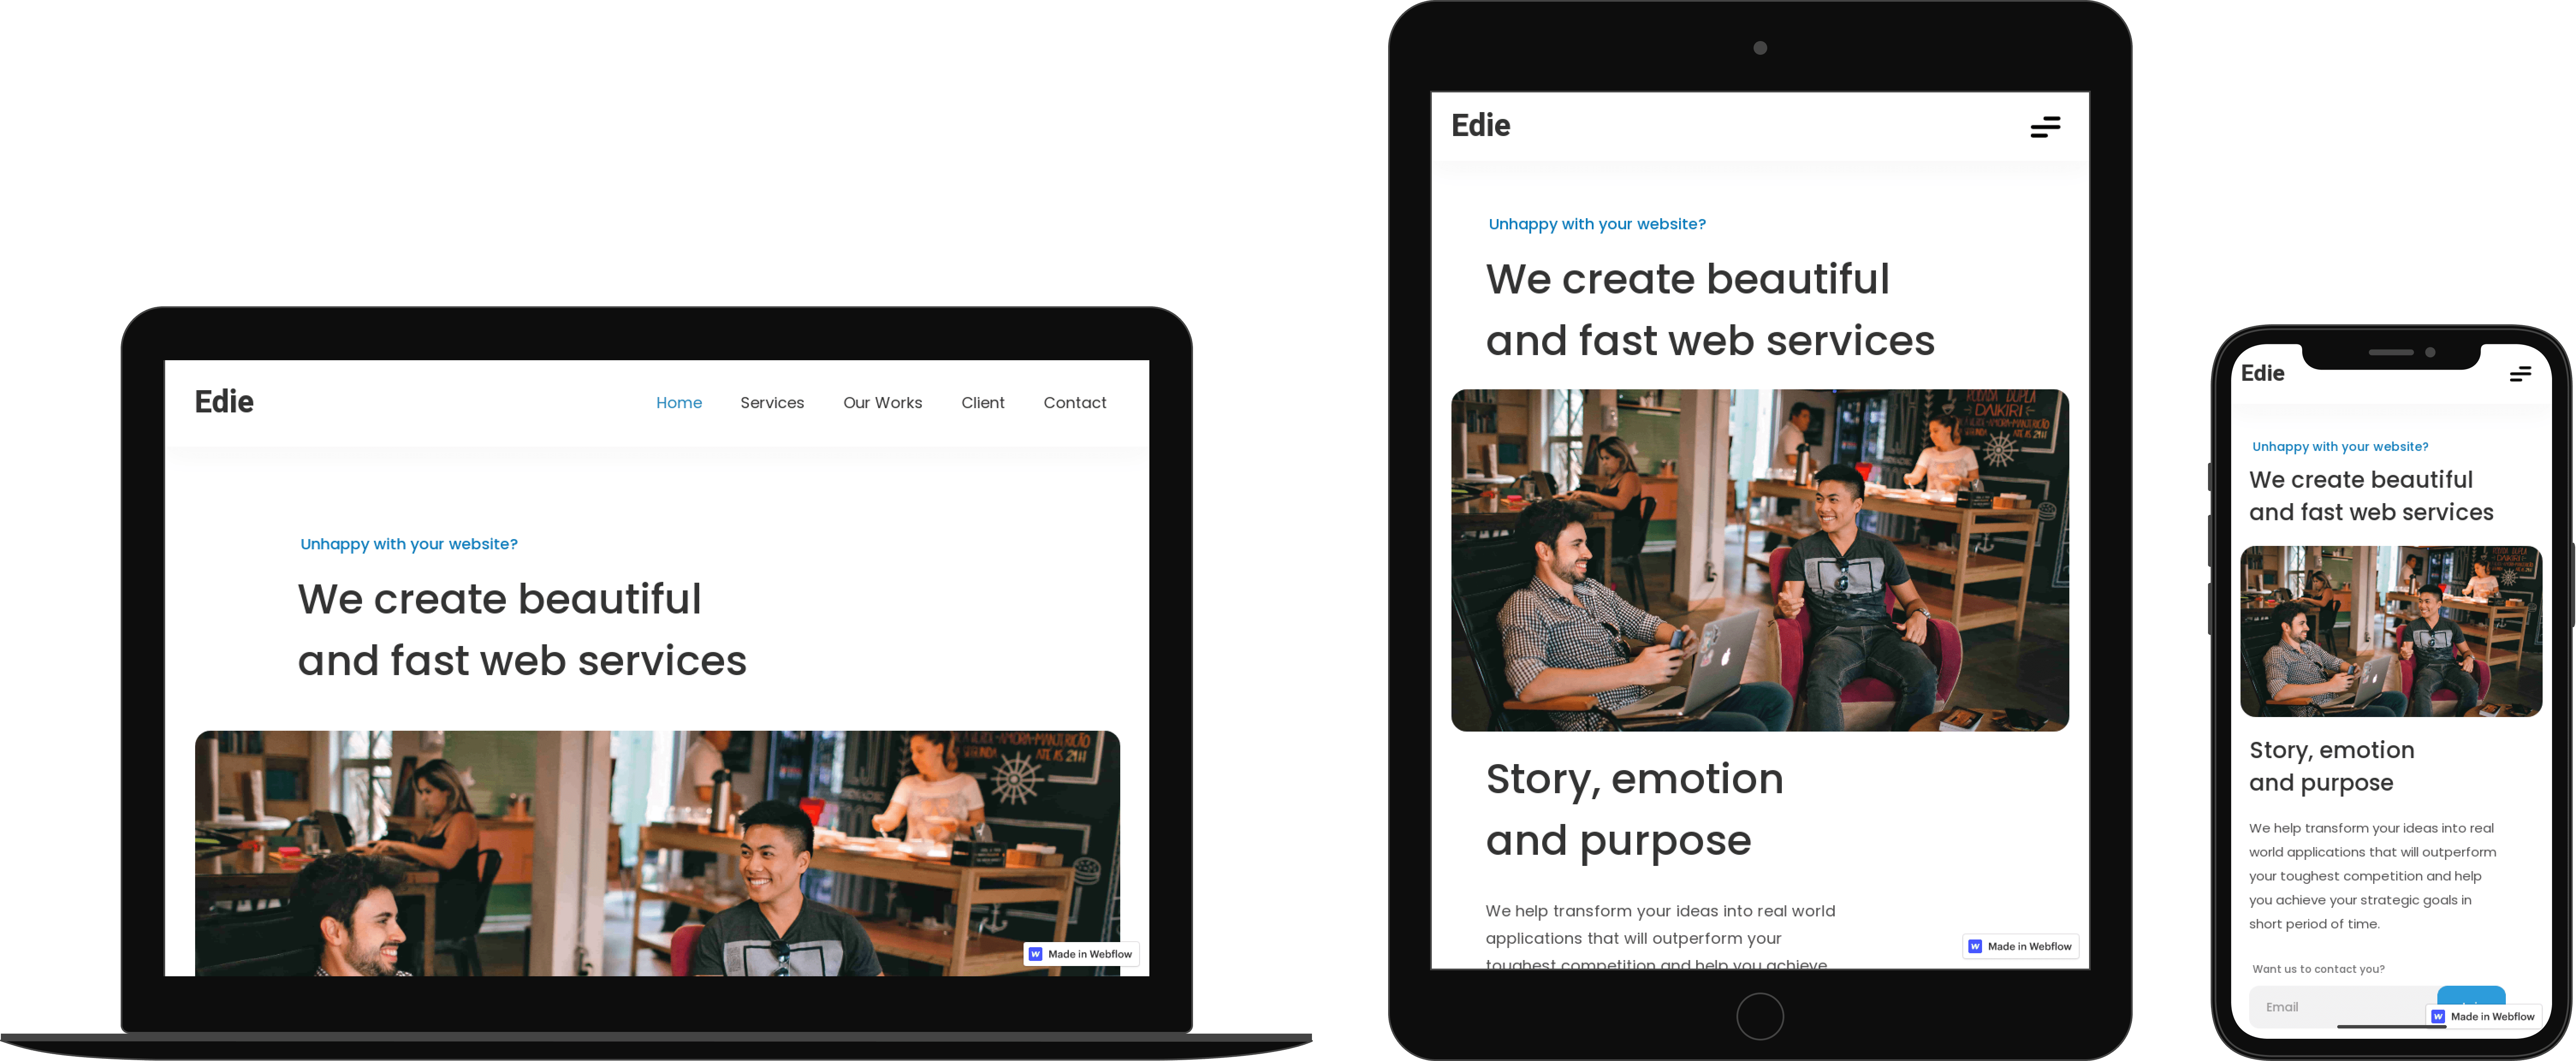 Edie
Home Services Our Works Client Contact
Unhappy with your website?
We create beautiful
and fast web services
Made in Webflow
Edie
Unhappy with your website?
We create beautiful
and fast web services
DAIKIRI
Story, emotion
and purpose
We help transform your ideas into real world
applications that will outperform your
toughest competition and help you achieve
Made in Webflow
Edie
Unhappy with your website?
We create beautiful
and fast web services
Story, emotion
and purpose
We help transform your ideas into real
world applications that will outperform
your toughest competition and help
you achieve your strategic goals in
short period of time.
Want us to contact you?
Email
Made in Webflow